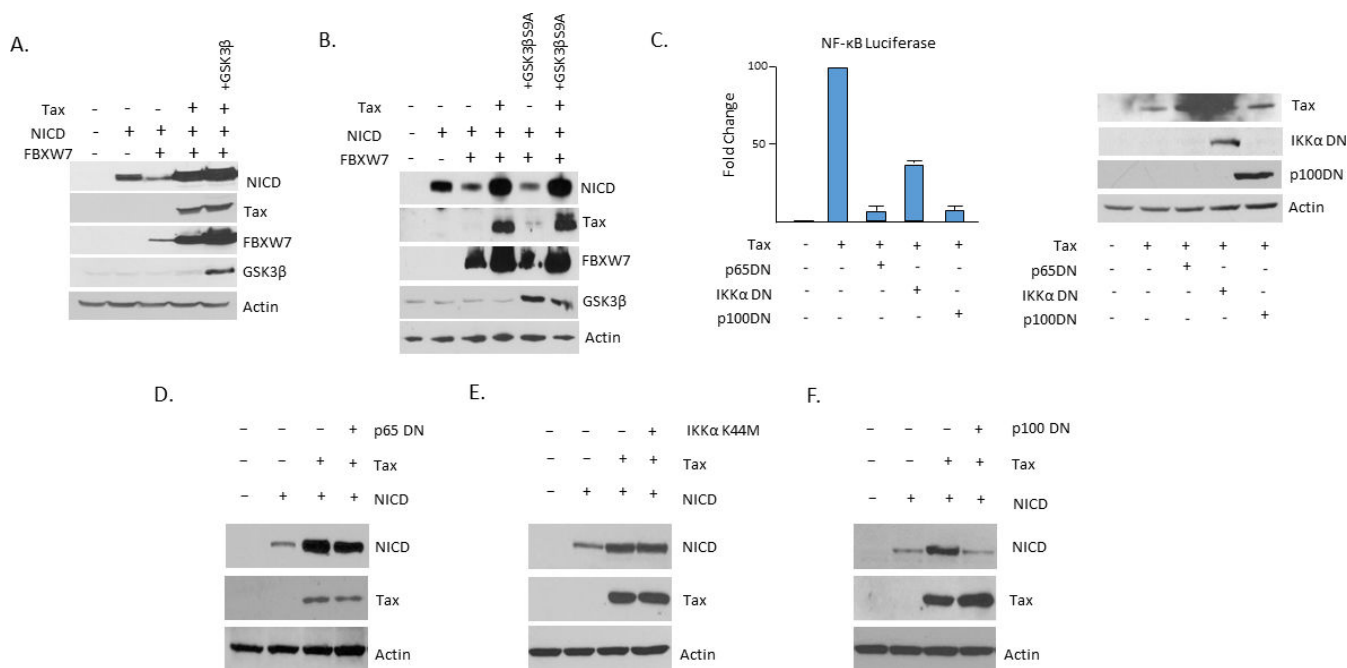 A.
+GSK3β
Tax - - - + +
NICD - + + + +
FBXW7 - - + + +
NICD
Tax
FBXW7
GSK3β
Actin
B.
+GSK3βS9A
+GSK3βS9A
Tax - - - + - +
NICD - + + + + +
FBXW7 - - + + + +
NICD
Tax
FBXW7
GSK3β
Actin
C.
NF-κB Luciferase
Fold Change
100
50
Tax - + + + +
p65DN - - + - -
IKKα DN - - - + -
p100DN - - - - +
Tax
IKKα DN
p100DN
Actin
Tax - + + + +
p65DN - - + - -
IKKα DN - - - + -
p100DN - - - - +
D.
- - - + p65 DN
- - + + Tax
- + + + NICD
NICD
Tax
Actin
E.
- - - + IKKα K44M
- - + + Tax
- + + + NICD
NICD
Tax
Actin
F.
- - - + p100 DN
- - + + Tax
- + + + NICD
NICD
Tax
Actin